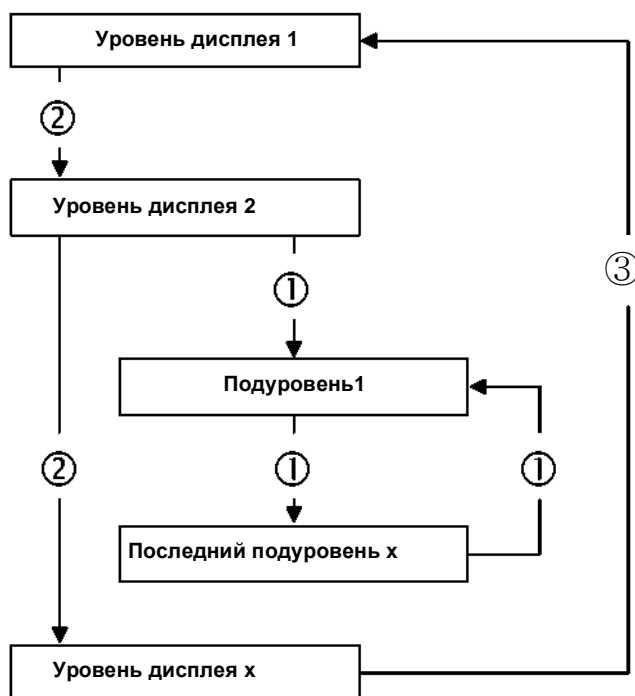 Уровень дисплея 1
②
Уровень дисплея 2
①
③
Подуровень1
②
①
①
Последний подуровень x
Уровень дисплея x